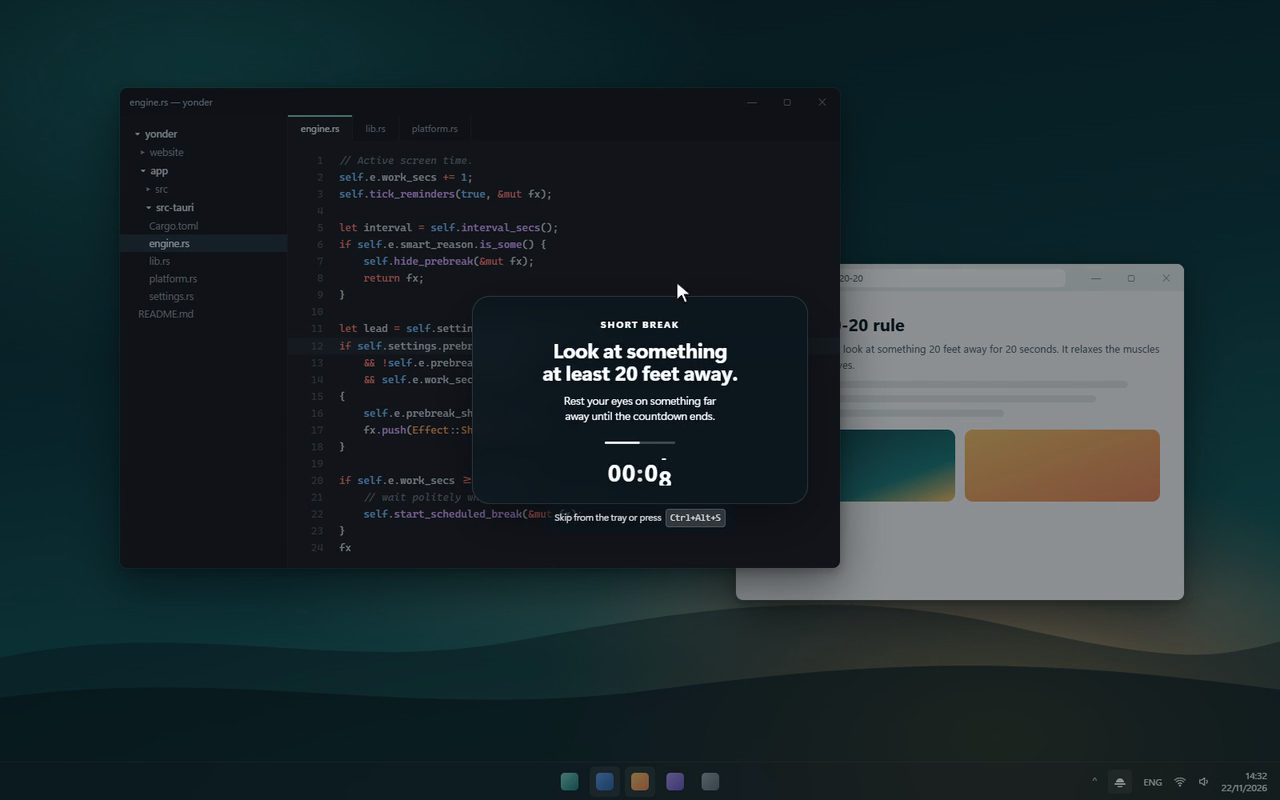 engine.rs — yonder
yonder
website
app
src
src-tauri
Cargo.toml
engine.rs
lib.rs
platform.rs
settings.rs
README.md
engine.rs
lib.rs
platform.rs
1 // Active screen time.
2 self.e.work_secs += 1;
3 self.tick_reminders(true, &mut fx);
4
5 let interval = self.interval_secs();
6 if self.e.smart_reason.is_some() {
7 self.hide_prebreak(&mut fx);
8 return fx;
9 }
10
11 let lead = self.settin
12 if self.settings.prebr
13 && !self.e.prebrea
14 && self.e.work_sec
15 {
16 self.e.prebreak_sh
17 fx.push(Effect::Sh
18 }
19
20 if self.e.work_secs ≥
21 // wait politely w
22 self.start_scheduled_break(&mut
23 }
24 fx
SHORT BREAK
Look at something
at least 20 feet away.
Rest your eyes on something far
away until the countdown ends.
00:08
Skip from the tray or press Ctrl+Alt+S
20-20
-20 rule
look at something 20 feet away for 20 seconds. It relaxes the muscles
ves.
ENG
14:32
22/11/2026